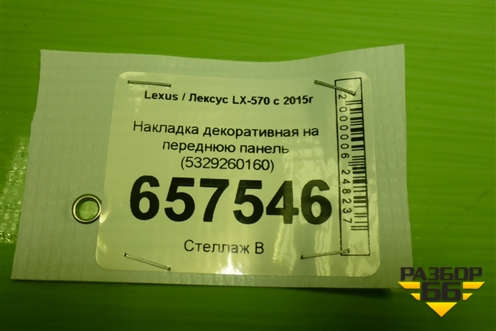 Lexus / Лексус LX-570 с 2015г
Накладка декоративная на
переднюю панель
(5329260160)
657546
Стеллаж В
2000006248237
РАЗБОР
66